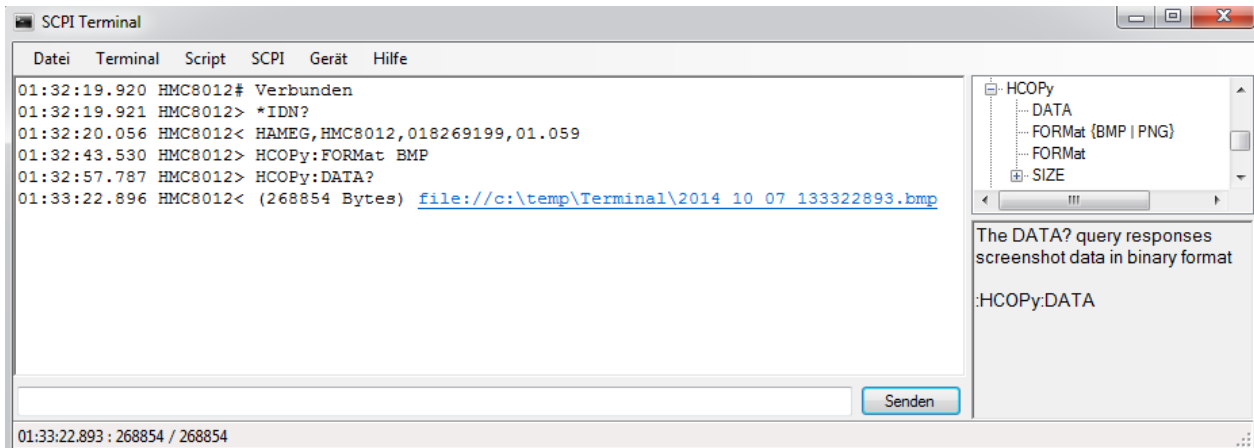 SCPI Terminal
Datei Terminal Script SCPI Gerät Hilfe
01:32:19.920 HMC8012# Verbunden
01:32:19.921 HMC8012> *IDN?
01:32:20.056 HMC8012< HAMEG,HMC8012,018269199,01.059
01:32:43.530 HMC8012> HCOPy:FORMat BMP
01:32:57.787 HMC8012> HCOPy:DATA?
01:33:22.896 HMC8012< (268854 Bytes) file://c:\temp\Terminal\2014_10_07_133322893.bmp
HCOPy
DATA
FORMat {BMP | PNG}
FORMat
SIZE
The DATA? query responses
screenshot data in binary format
:HCOPy:DATA
Senden
01:33:22.893 : 268854 / 268854